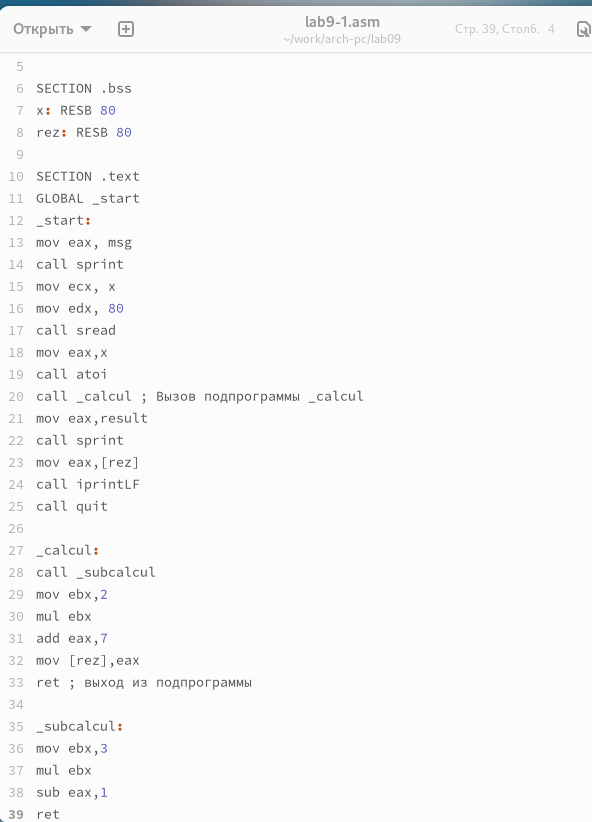 Открыть
lab9-1.asm
~/work/arch-pc/lab09
Стр. 39, Столб. 4
5
6 SECTION .bss
7 x: RESB 80
8 rez: RESB 80
9
10 SECTION .text
11 GLOBAL _start
12 _start:
13 mov eax, msg
14 call sprint
15 mov ecx, x
16 mov edx, 80
17 call sread
18 mov eax,x
19 call atoi
20 call _calcul ; Вызов подпрограммы _calcul
21 mov eax,result
22 call sprint
23 mov eax,[rez]
24 call iprintLF
25 call quit
26
27 _calcul:
28 call _subcalcul
29 mov ebx,2
30 mul ebx
31 add eax,7
32 mov [rez],eax
33 ret ; выход из подпрограммы
34
35 _subcalcul:
36 mov ebx,3
37 mul ebx
38 sub eax,1
39 ret